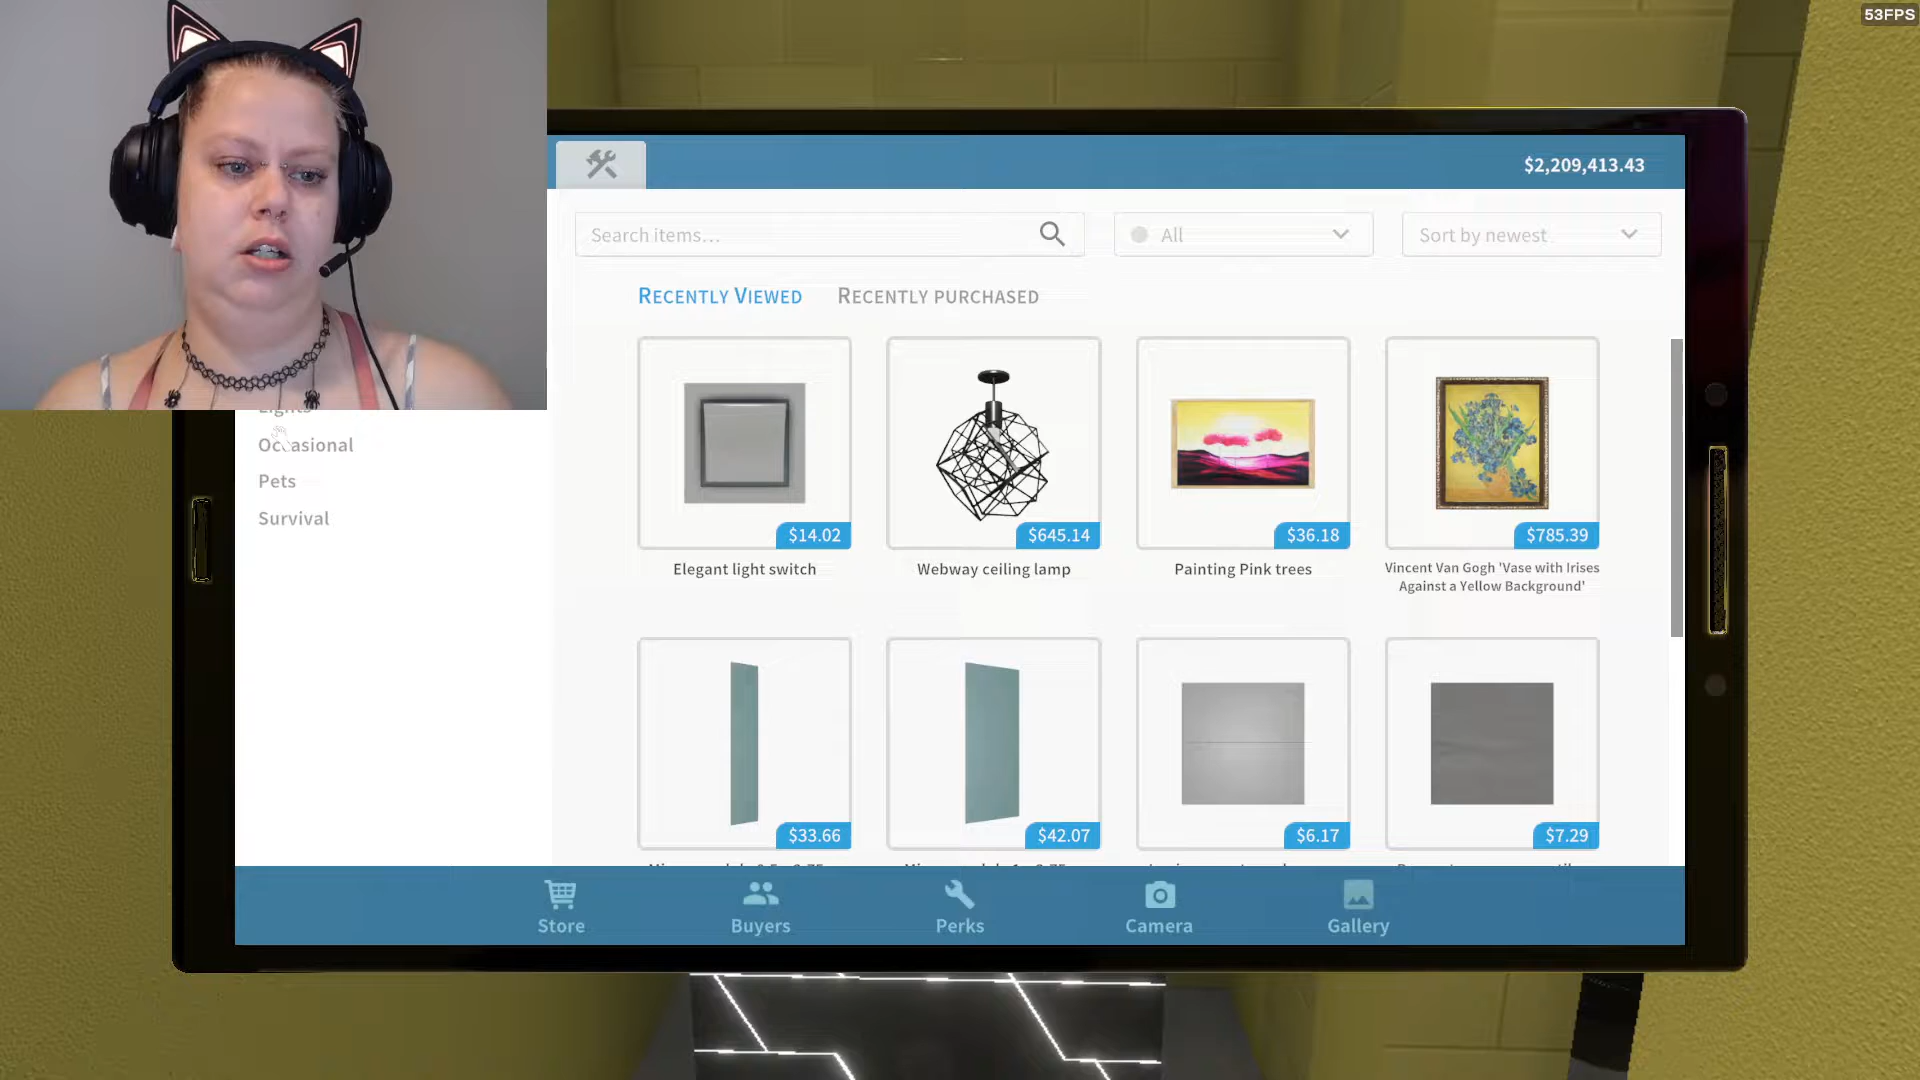 53FPS
$2,209,413.43
Search items...
All
Sort by newest
RECENTLY VIEWED
RECENTLY PURCHASED
Lights
Occasional
Pets
Survival
$14.02
$645.14
$36.18
$785.39
Elegant light switch
Webway ceiling lamp
Painting Pink trees
Vincent Van Gogh 'Vase with Irises
Against a Yellow Background'
$33.66
$42.07
$6.17
$7.29
Store
Buyers
Perks
Camera
Gallery